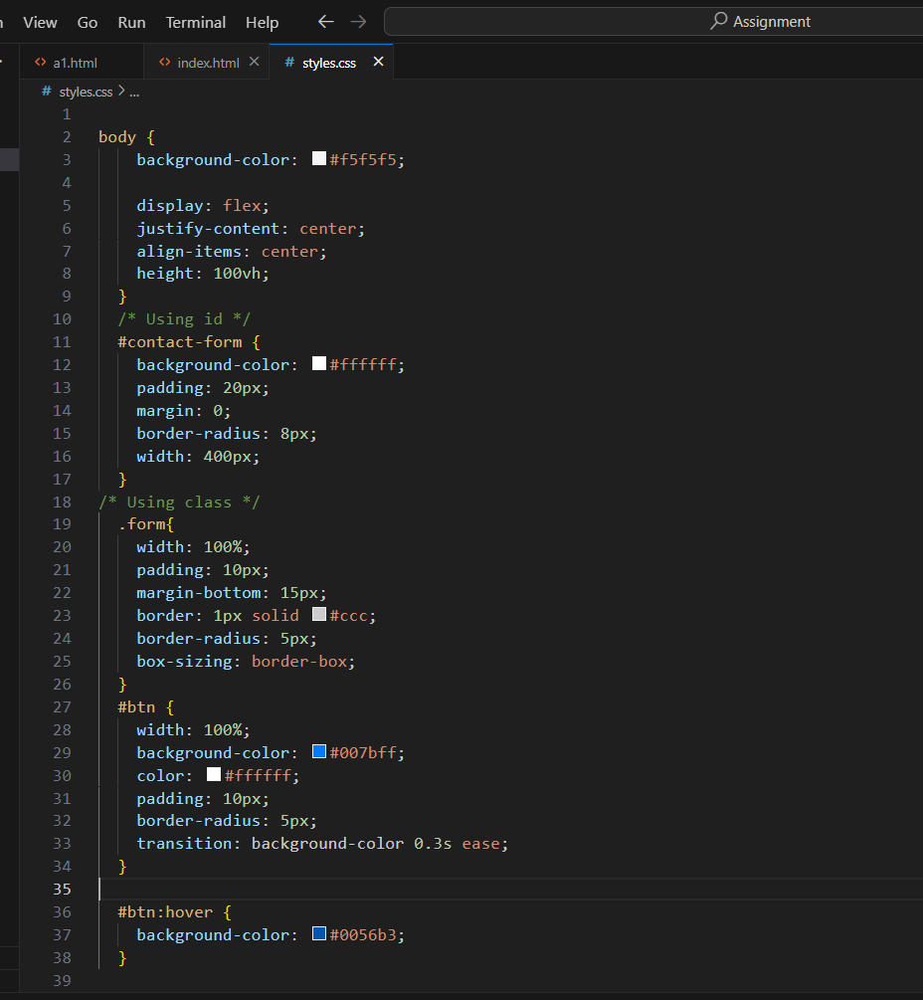 View Go Run Terminal Help ← → Assignment
<> a1.html <> index.html × # styles.css ×
# styles.css > ...
1
2 body {
3     background-color: #f5f5f5;
4
5     display: flex;
6     justify-content: center;
7     align-items: center;
8     height: 100vh;
9   }
10   /* Using id */
11   #contact-form {
12     background-color: #ffffff;
13     padding: 20px;
14     margin: 0;
15     border-radius: 8px;
16     width: 400px;
17   }
18 /* Using class */
19   .form{
20     width: 100%;
21     padding: 10px;
22     margin-bottom: 15px;
23     border: 1px solid #ccc;
24     border-radius: 5px;
25     box-sizing: border-box;
26   }
27   #btn {
28     width: 100%;
29     background-color: #007bff;
30     color: #ffffff;
31     padding: 10px;
32     border-radius: 5px;
33     transition: background-color 0.3s ease;
34   }
35
36   #btn:hover {
37     background-color: #0056b3;
38   }
39